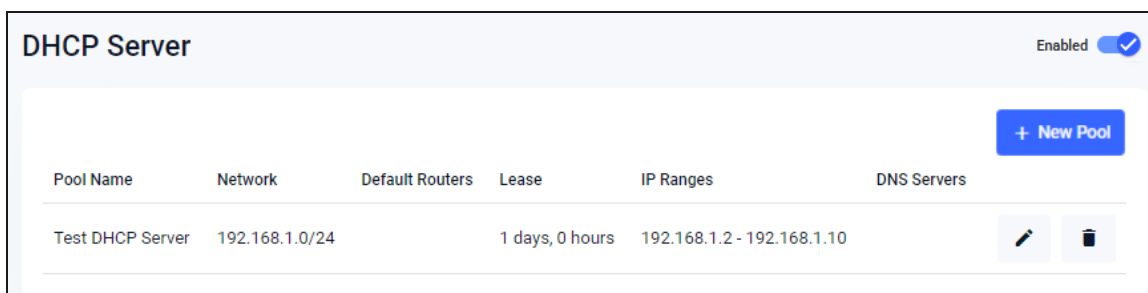 DHCP Server
Enabled
+ New Pool
Pool Name Network Default Routers Lease IP Ranges DNS Servers
Test DHCP Server 192.168.1.0/24 1 days, 0 hours 192.168.1.2 - 192.168.1.10